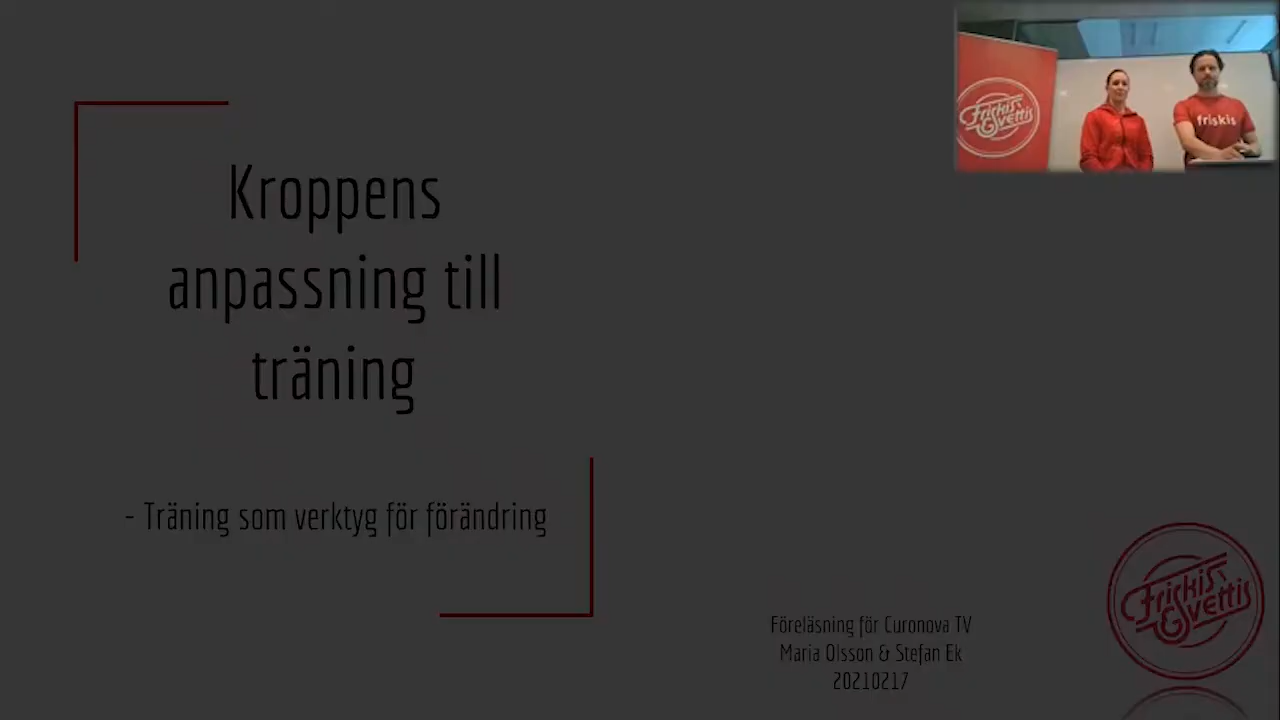 Kroppens
anpassning till
träning
- Träning som verktyg för förändring
Föreläsning för Curonova TV
Maria Olsson & Stefan Ek
20210217
Friskis
&Svettis
Friskis
&Svettis
friskis